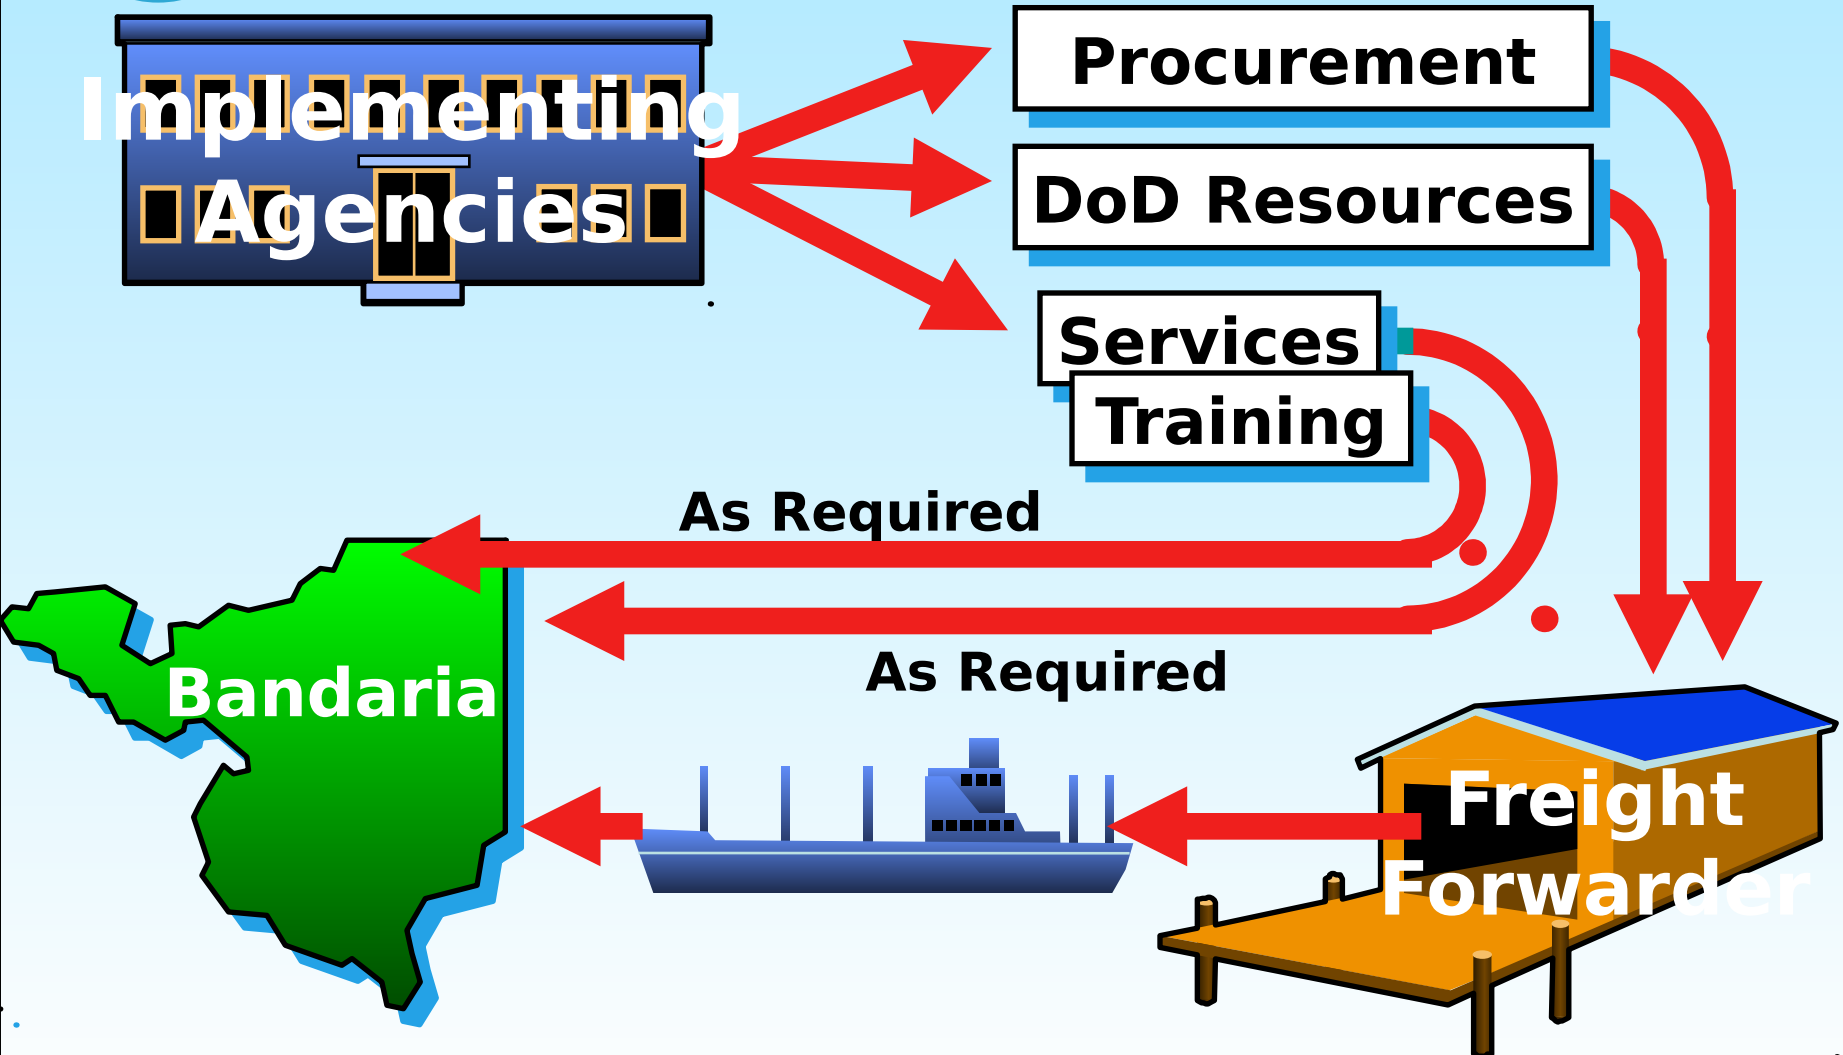 Implementing
Agencies
Procurement
DoD Resources
Services
Training
As Required
As Required
Bandaria
Freight
Forwarder